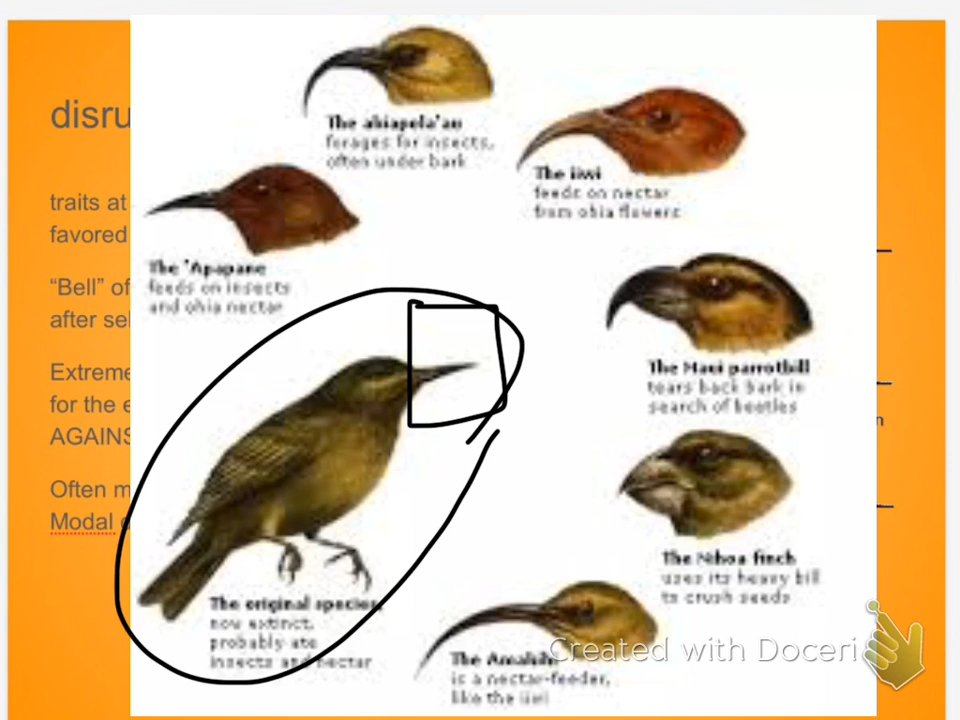 disru
traits at
favored
“Bell” of
after sel
Extreme
for the e
AGAINS
Often m
Modal
The akiapola'au
forages for insects,
often under bark
The iiwi
feeds on nectar
from ohia flowers
The 'Apapane
feeds on insects
and ohia nectar
The Maui parrotbill
tears back bark in
search of beetles
The Nihoa finch
uses its heavy bill
to crush seeds
The original species,
now extinct,
probably ate
insects and nectar
The Amakihi
is a nectar-feeder,
like the iiwi
Created with Doceri